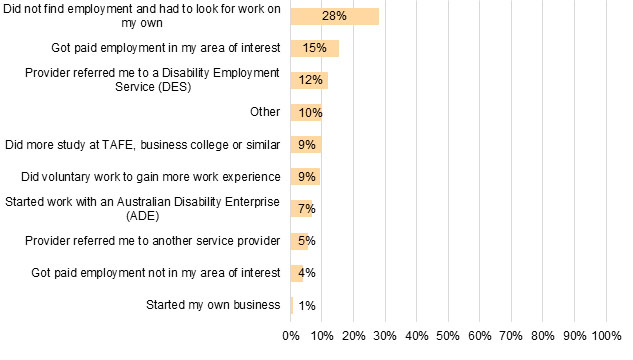 Did not find employment and had to look for work on
my own
28%
Got paid employment in my area of interest
15%
Provider referred me to a Disability Employment
Service (DES)
12%
Other
10%
Did more study at TAFE, business college or similar
9%
Did voluntary work to gain more work experience
9%
Started work with an Australian Disability Enterprise
(ADE)
7%
Provider referred me to another service provider
5%
Got paid employment not in my area of interest
4%
Started my own business
1%
0% 10% 20% 30% 40% 50% 60% 70% 80% 90% 100%